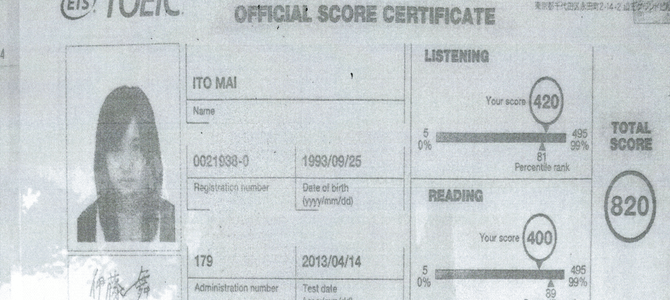 ETS TOEIC
OFFICIAL SCORE CERTIFICATE
ITO MAI
Name
0021938-0
Registration number
1993/09/25
Date of birth
(yyyy/mm/dd)
179
Administration number
2013/04/14
Test date
伊藤 舞
LISTENING
Your score 420
5 495
0% 99%
81
Percentile rank
READING
Your score 400
5 495
0% 99%
89
TOTAL
SCORE
820